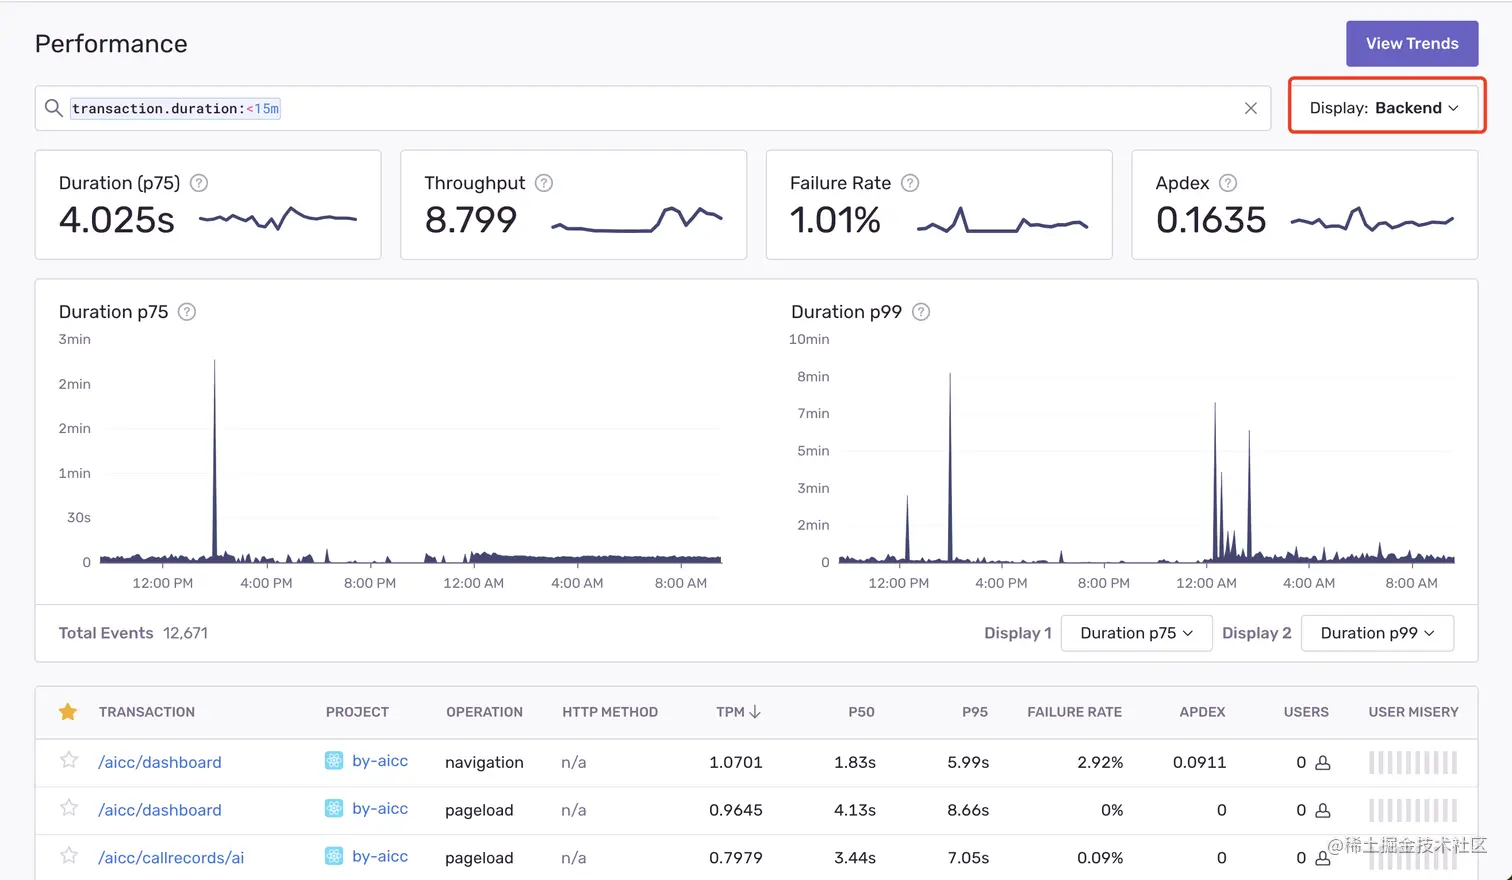 Performance
View Trends
transaction.duration:<15m
Display: Backend
Duration (p75)
4.025s
Throughput
8.799
Failure Rate
1.01%
Apdex
0.1635
Duration p75
3min
2min
2min
1min
30s
0
12:00 PM 4:00 PM 8:00 PM 12:00 AM 4:00 AM 8:00 AM
Duration p99
10min
8min
7min
5min
3min
2min
0
12:00 PM 4:00 PM 8:00 PM 12:00 AM 4:00 AM 8:00 AM
Total Events 12,671
Display 1 Duration p75 Display 2 Duration p99
TRANSACTION PROJECT OPERATION HTTP METHOD TPM P50 P95 FAILURE RATE APDEX USERS USER MISERY
/aicc/dashboard by-aicc navigation n/a 1.0701 1.83s 5.99s 2.92% 0.0911 0
/aicc/dashboard by-aicc pageload n/a 0.9645 4.13s 8.66s 0% 0 0
/aicc/callrecords/ai by-aicc pageload n/a 0.7979 3.44s 7.05s 0.09% 0 0
@稀土掘金技术社区